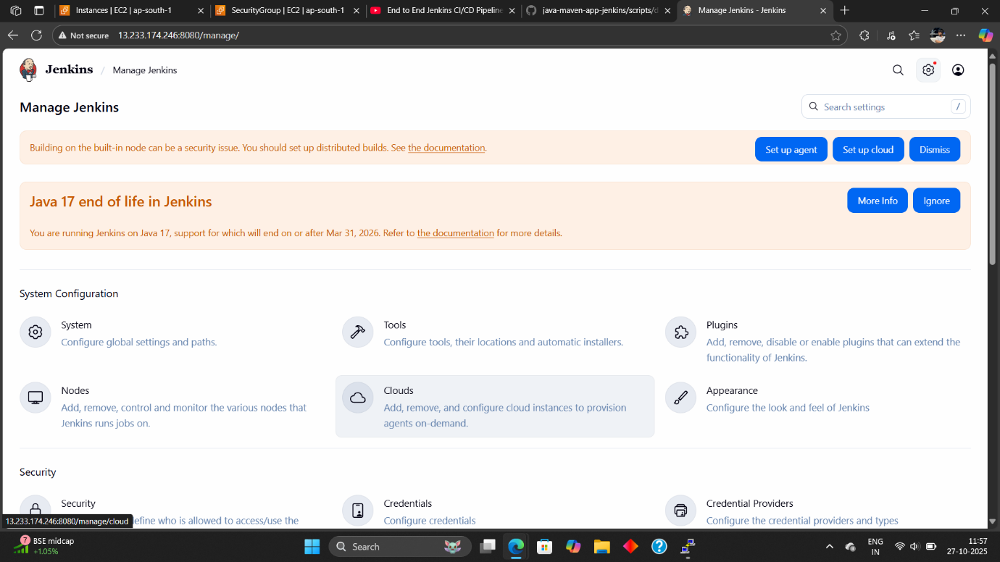 Instances | EC2 | ap-south-1
SecurityGroup | EC2 | ap-south-1
End to End Jenkins CI/CD Pipeline
java-maven-app-jenkins/scripts/d
Manage Jenkins - Jenkins
Not secure
13.233.174.246:8080/manage/
Jenkins / Manage Jenkins
Manage Jenkins
Search settings
/
Building on the built-in node can be a security issue. You should set up distributed builds. See the documentation.
Set up agent
Set up cloud
Dismiss
Java 17 end of life in Jenkins
More Info
Ignore
You are running Jenkins on Java 17, support for which will end on or after Mar 31, 2026. Refer to the documentation for more details.
System Configuration
System
Configure global settings and paths.
Tools
Configure tools, their locations and automatic installers.
Plugins
Add, remove, disable or enable plugins that can extend the
functionality of Jenkins.
Nodes
Add, remove, control and monitor the various nodes that
Jenkins runs jobs on.
Clouds
Add, remove, and configure cloud instances to provision
agents on-demand.
Appearance
Configure the look and feel of Jenkins
Security
Security
efine who is allowed to access/use the
Credentials
Configure credentials
Credential Providers
Configure the credential providers and types
13.233.174.246:8080/manage/cloud
7
BSE midcap
+1.05%
Search
ENG
IN
11:57
27-10-2025